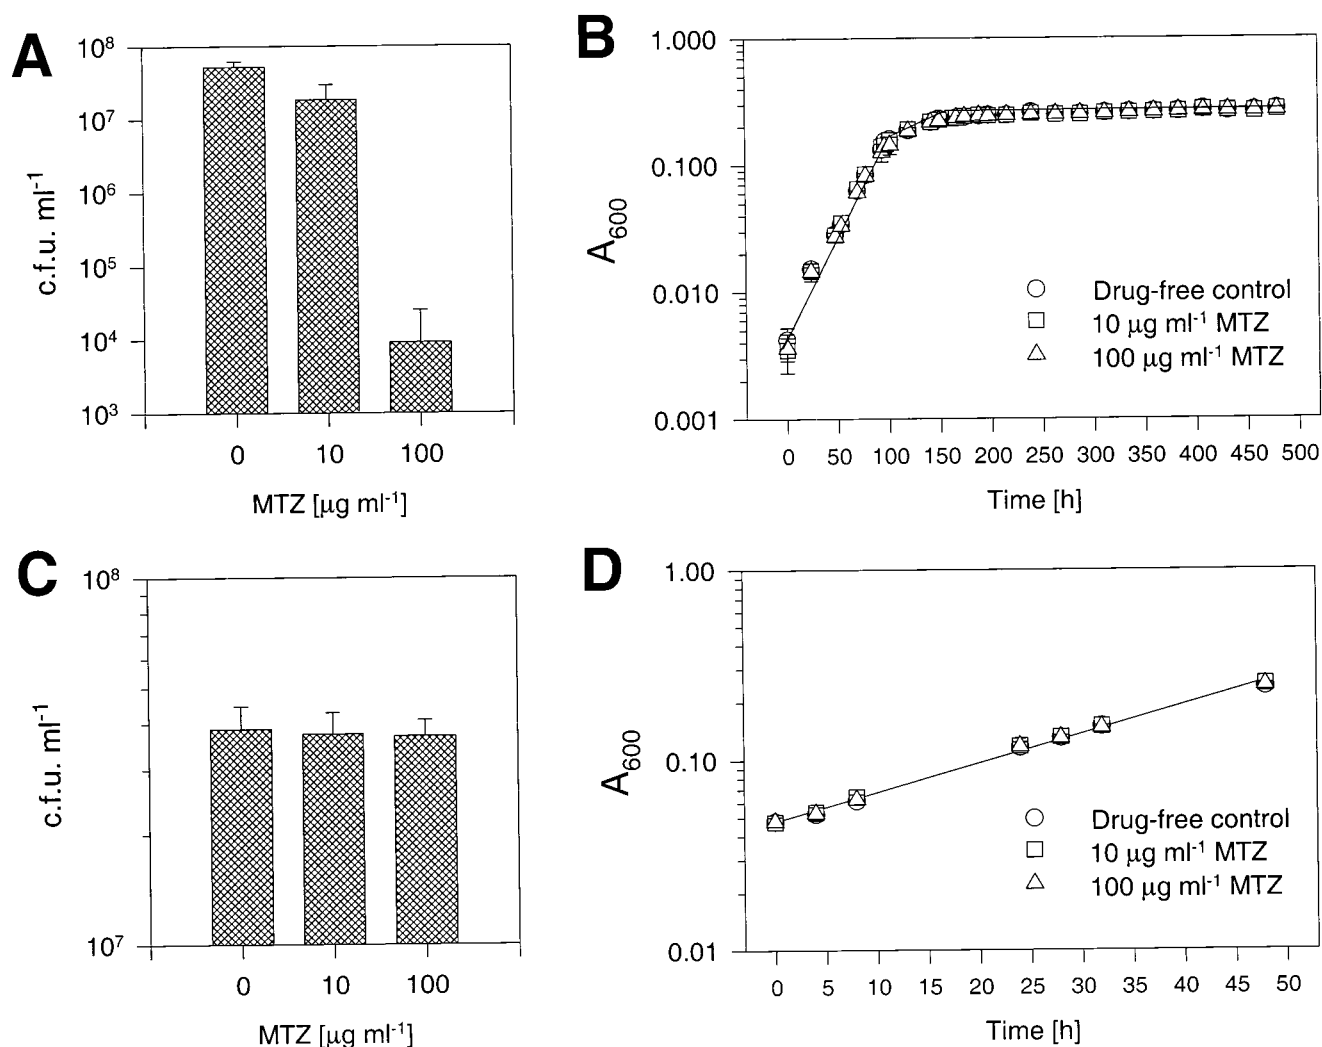 A
10⁸
10⁷
10⁶
10⁵
10⁴
10³
c.f.u. ml⁻¹
0 10 100
MTZ [μg ml⁻¹]
B
1.000
0.100
0.010
0.001
A₆₀₀
Drug-free control
10 μg ml⁻¹ MTZ
100 μg ml⁻¹ MTZ
0 50 100 150 200 250 300 350 400 450 500
Time [h]
C
10⁸
10⁷
c.f.u. ml⁻¹
0 10 100
MTZ [μg ml⁻¹]
D
1.00
0.10
0.01
A₆₀₀
Drug-free control
10 μg ml⁻¹ MTZ
100 μg ml⁻¹ MTZ
0 5 10 15 20 25 30 35 40 45 50
Time [h]